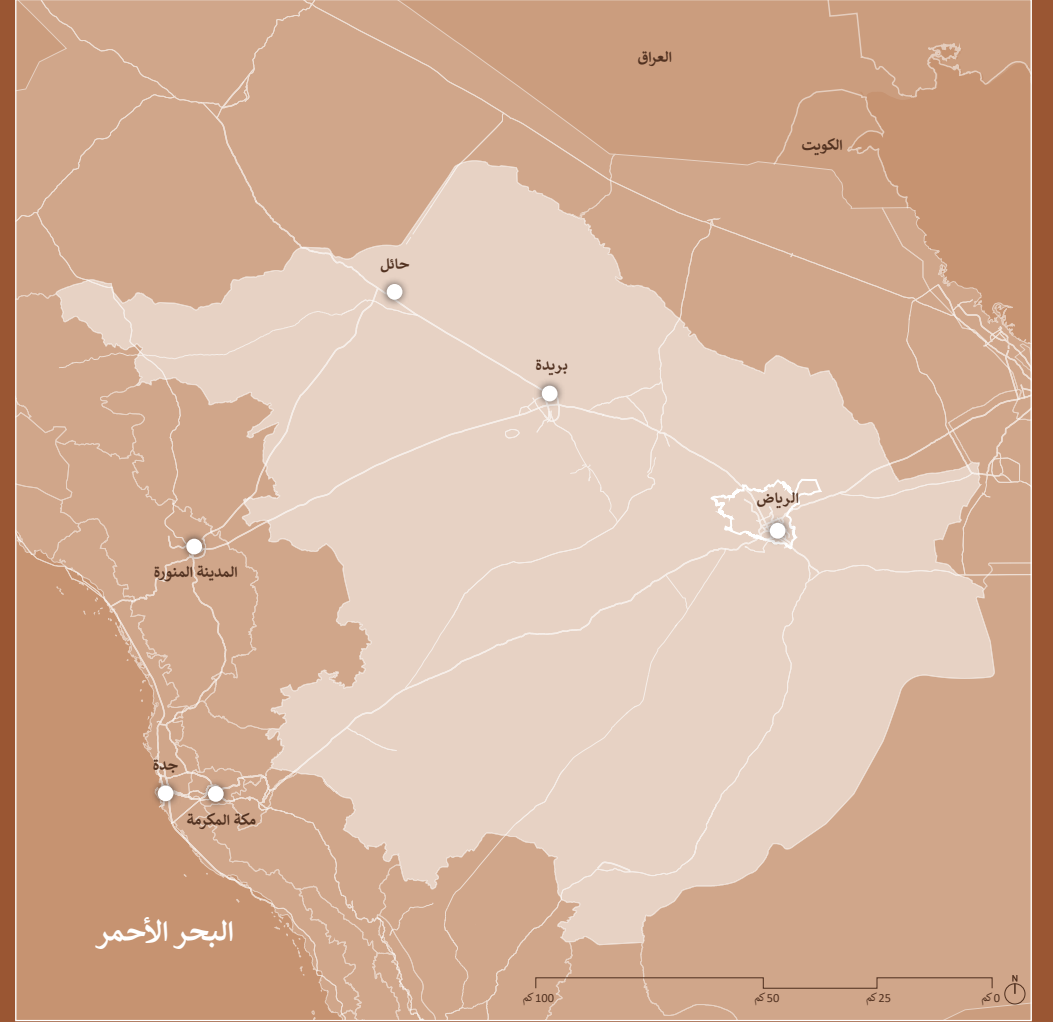 العراق
الكويت
حائل
بريدة
الرياض
المدينة المنورة
جدة
مكة المكرمة
البحر الأحمر
N
0 كم
25 كم
50 كم
100 كم